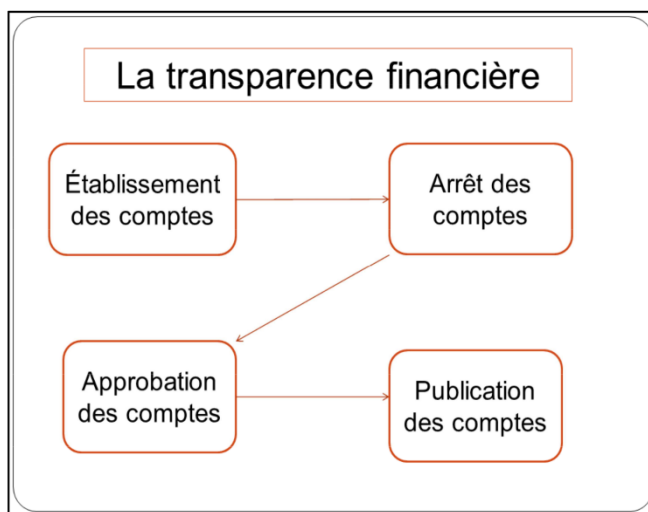 La transparence financière
Établissement
des comptes
Arrêt des
comptes
Approbation
des comptes
Publication
des comptes